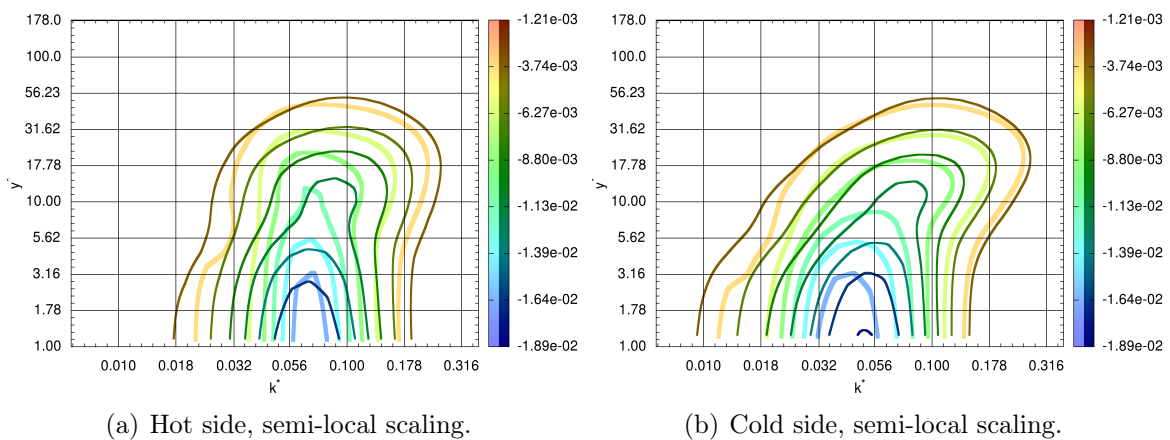 178.0
100.0
56.23
31.62
17.78
10.00
5.62
3.16
1.78
1.00
y*
0.010 0.018 0.032 0.056 0.100 0.178 0.316
k*
-1.21e-03
-3.74e-03
-6.27e-03
-8.80e-03
-1.13e-02
-1.39e-02
-1.64e-02
-1.89e-02
(a) Hot side, semi-local scaling.
178.0
100.0
56.23
31.62
17.78
10.00
5.62
3.16
1.78
1.00
y*
0.010 0.018 0.032 0.056 0.100 0.178 0.316
k*
-1.21e-03
-3.74e-03
-6.27e-03
-8.80e-03
-1.13e-02
-1.39e-02
-1.64e-02
-1.89e-02
(b) Cold side, semi-local scaling.